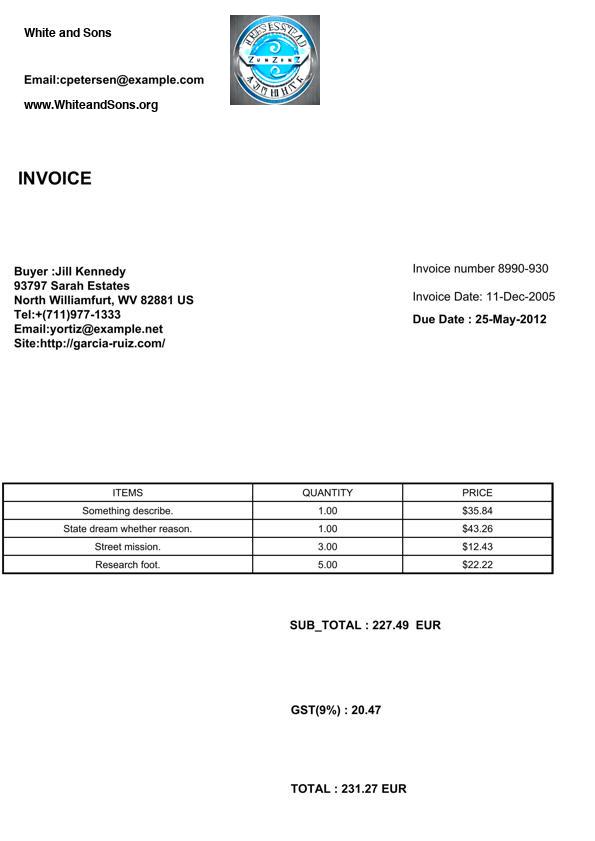 White and Sons
Email:cpetersen@example.com
www.WhiteandSons.org
INVOICE
Buyer :Jill Kennedy
93797 Sarah Estates
North Williamfurt, WV 82881 US
Tel:+(711)977-1333
Email:yortiz@example.net
Site:http://garcia-ruiz.com/
Invoice number 8990-930
Invoice Date: 11-Dec-2005
Due Date : 25-May-2012
ITEMS QUANTITY PRICE
Something describe. 1.00 $35.84
State dream whether reason. 1.00 $43.26
Street mission. 3.00 $12.43
Research foot. 5.00 $22.22
SUB_TOTAL : 227.49 EUR
GST(9%) : 20.47
TOTAL : 231.27 EUR